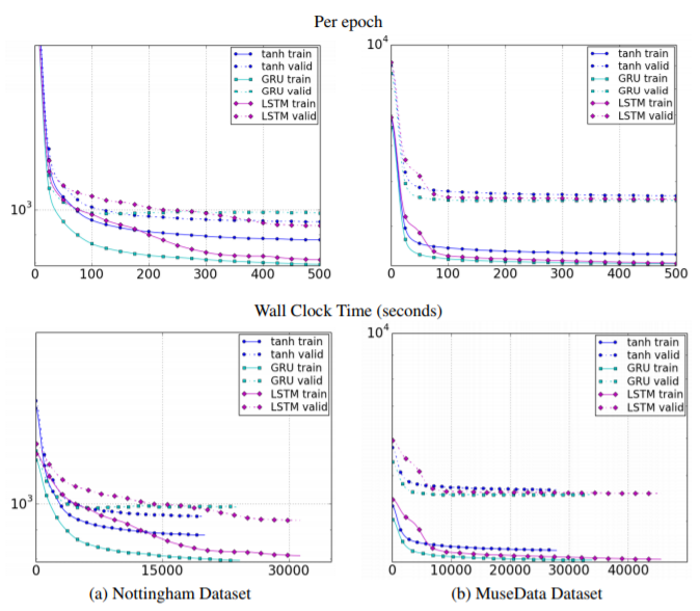 Per epoch
10^4
tanh train
tanh valid
GRU train
GRU valid
LSTM train
LSTM valid
10^3
0 100 200 300 400 500
tanh train
tanh valid
GRU train
GRU valid
LSTM train
LSTM valid
0 100 200 300 400 500
Wall Clock Time (seconds)
10^4
tanh train
tanh valid
GRU train
GRU valid
LSTM train
LSTM valid
10^3
0 15000 30000
tanh train
tanh valid
GRU train
GRU valid
LSTM train
LSTM valid
0 10000 20000 30000 40000
(a) Nottingham Dataset
(b) MuseData Dataset